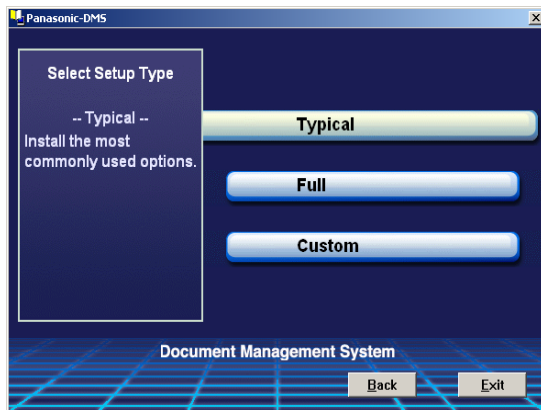 Panasonic-DMS
Select Setup Type
-- Typical --
Install the most
commonly used options.
Typical
Full
Custom
Document Management System
Back
Exit